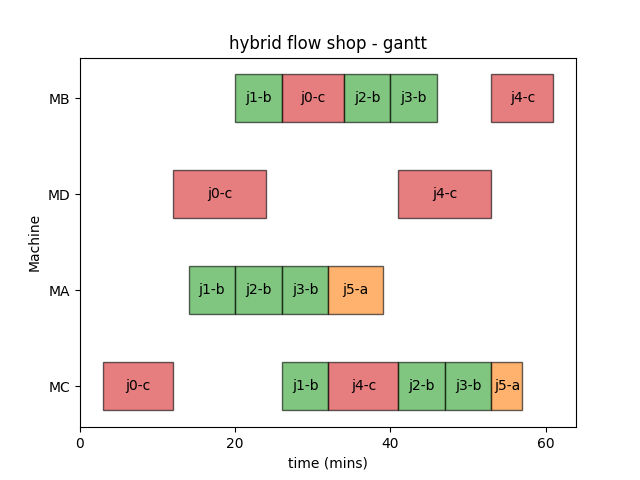 hybrid flow shop - gantt
MB
j1-b
j0-c
j2-b
j3-b
j4-c
MD
j0-c
j4-c
Machine
MA
j1-b
j2-b
j3-b
j5-a
MC
j0-c
j1-b
j4-c
j2-b
j3-b
j5-a
0
20
40
60
time (mins)